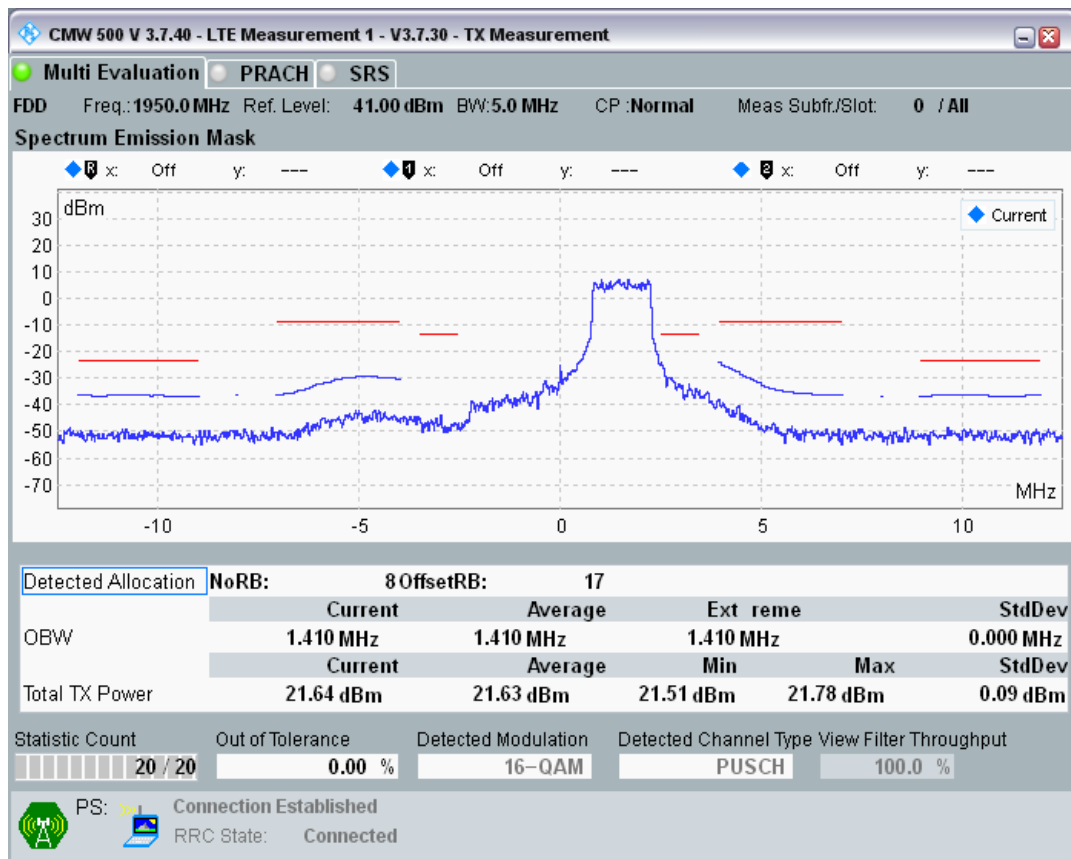 CMW 500 V 3.7.40 - LTE Measurement 1 - V3.7.30 - TX Measurement
Multi Evaluation PRACH SRS
FDD Freq.:1950.0MHz Ref. Level: 41.00 dBm BW:5.0 MHz CP :Normal Meas Subfr./Slot: 0 / All
Spectrum Emission Mask
R x: Off y: --- 1 x: Off y: --- 2 x: Off y: ---
dBm
Current
30
20
10
0
-10
-20
-30
-40
-50
-60
-70
MHz
-10 -5 0 5 10
Detected Allocation NoRB: 8 OffsetRB: 17
Current Average Ext reme StdDev
OBW 1.410 MHz 1.410 MHz 1.410 MHz 0.000 MHz
Current Average Min Max StdDev
Total TX Power 21.64 dBm 21.63 dBm 21.51 dBm 21.78 dBm 0.09 dBm
Statistic Count Out of Tolerance Detected Modulation Detected Channel Type View Filter Throughput
20 / 20 0.00 % 16-QAM PUSCH 100.0 %
PS: Connection Established
RRC State: Connected